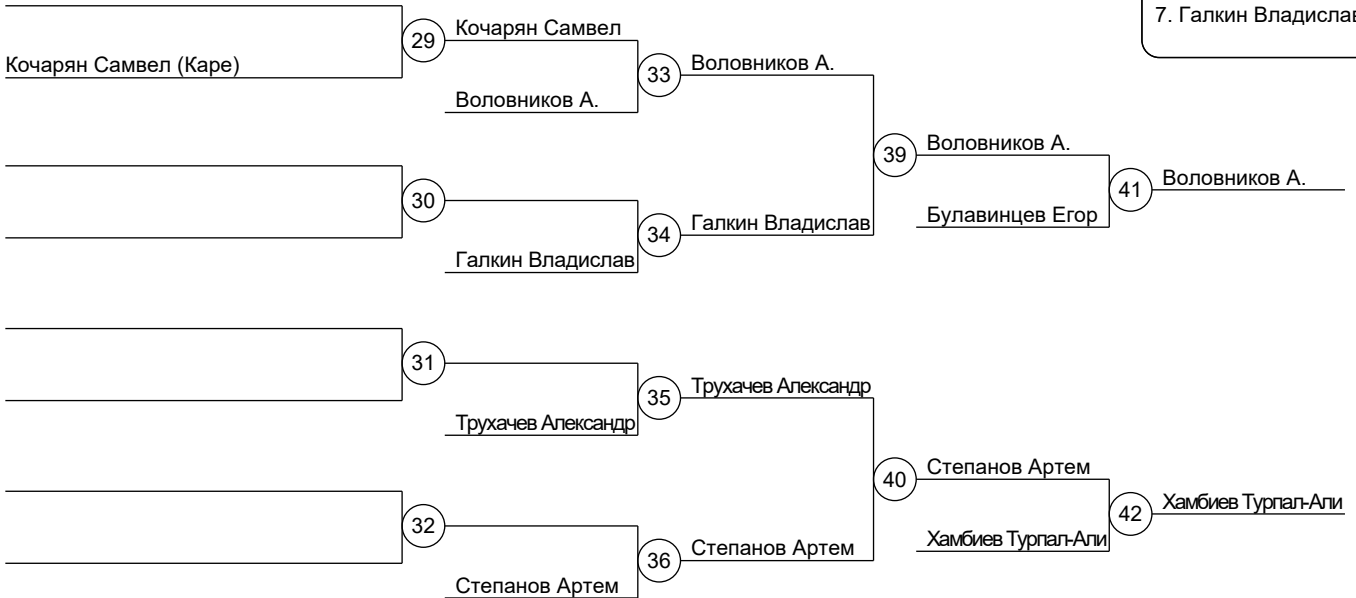 7. Галкин Владислав
29
Кочарян Самвел
Кочарян Самвел (Каре)
33
Воловников А.
Воловников А.
39
Воловников А.
30
34
Галкин Владислав
41
Воловников А.
Булавинцев Егор
Галкин Владислав
31
35
Трухачев Александр
Трухачев Александр
40
Степанов Артем
32
42
Хамбиев Турпал-Али
36
Степанов Артем
Хамбиев Турпал-Али
Степанов Артем